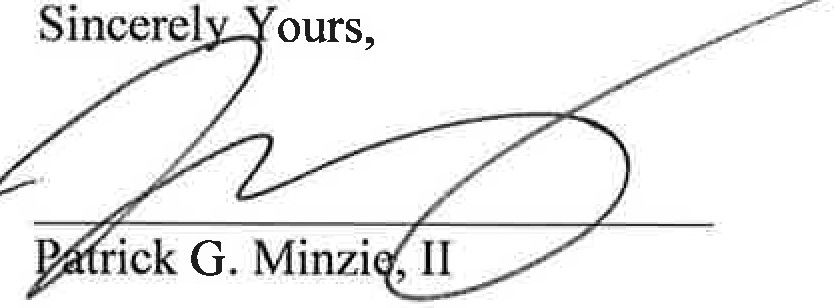 Sincerely Yours,
Patrick G. Minzie, II